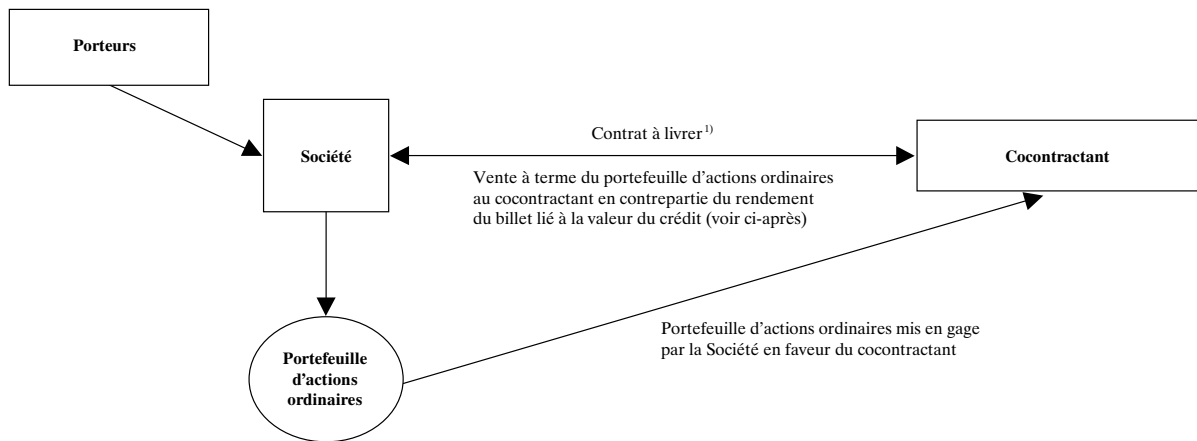 Porteurs
Société
Contrat à livrer 1)
Cocontractant
Vente à terme du portefeuille d’actions ordinaires
au cocontractant en contrepartie du rendement
du billet lié à la valeur du crédit (voir ci-après)
Portefeuille d’actions ordinaires mis en gage
par la Société en faveur du cocontractant
Portefeuille
d’actions
ordinaires